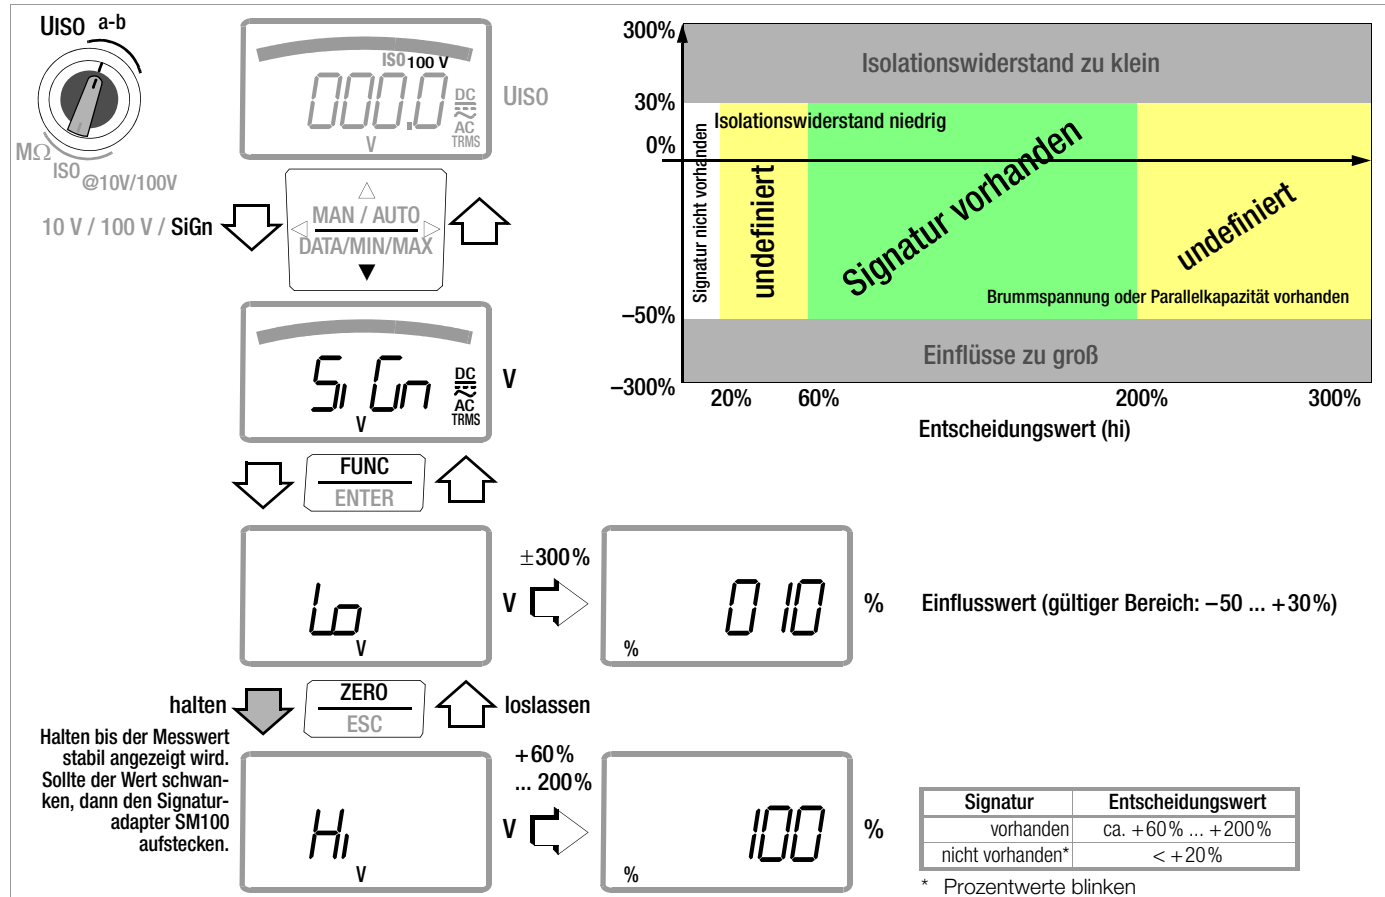 UISO a-b
MΩ
ISO @10V/100V
ISO 100 V
000.0
V
DC
AC
TRMS
UISO
10 V / 100 V / SiGn
MAN / AUTO
DATA/MIN/MAX
SiGn
V
DC
AC
TRMS
V
FUNC
ENTER
Lo
V
V
±300%
010
%
%
Einflusswert (gültiger Bereich: –50 ... +30%)
halten
ZERO
ESC
loslassen
Halten bis der Messwert
stabil angezeigt wird.
Sollte der Wert schwan-
ken, dann den Signatur-
adapter SM100
aufstecken.
Hi
V
+60%
... 200%
V
100
%
%
300%
30%
0%
–50%
–300%
Isolationswiderstand zu klein
Isolationswiderstand niedrig
Signatur nicht vorhanden
undefiniert
Signatur vorhanden
undefiniert
Brummspannung oder Parallelkapazität vorhanden
Einflüsse zu groß
20% 60% 200% 300%
Entscheidungswert (hi)
Signatur Entscheidungswert
vorhanden ca. +60% ... +200%
nicht vorhanden* < +20%
* Prozentwerte blinken